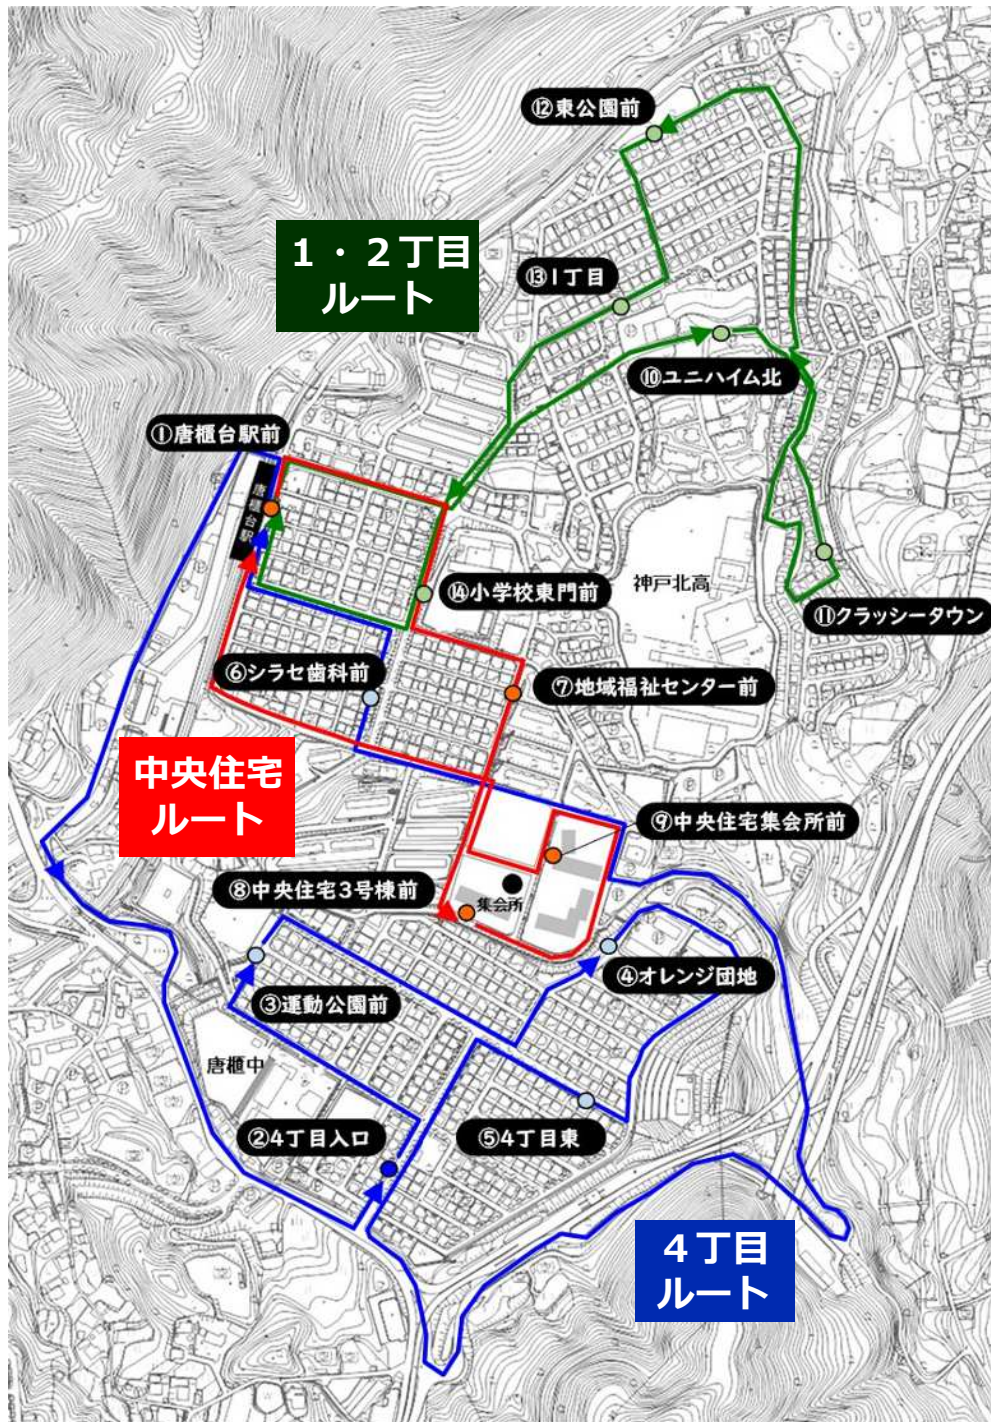 ⑫東公園前
1・2丁目
ルート
⑬1丁目
⑩ユニハイム北
①唐櫃台駅前
唐櫃台駅
神戸北高
⑭小学校東門前
⑪クラッシータウン
⑥シラセ歯科前
⑦地域福祉センター前
中央住宅
ルート
⑨中央住宅集会所前
⑧中央住宅3号棟前
集会所
④オレンジ団地
③運動公園前
唐櫃中
②4丁目入口
⑤4丁目東
4丁目
ルート